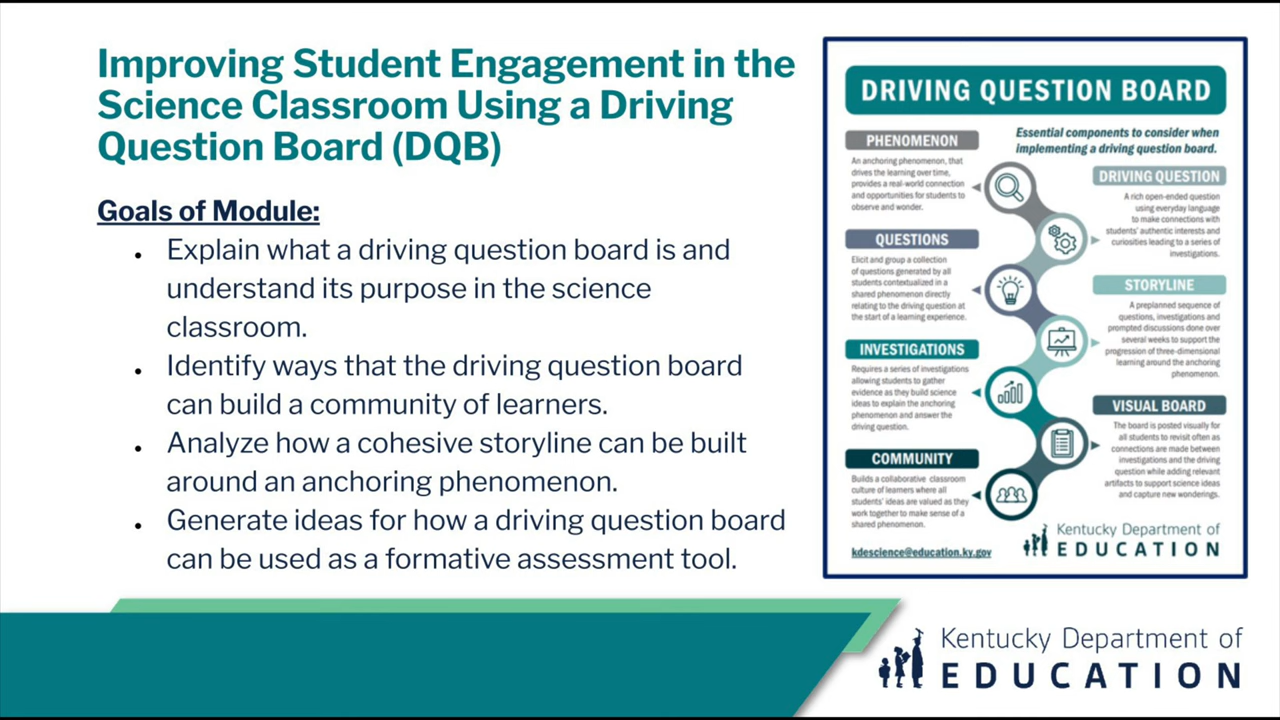 Improving Student Engagement in the
Science Classroom Using a Driving
Question Board (DQB)
Goals of Module:
• Explain what a driving question board is and
understand its purpose in the science
classroom.
• Identify ways that the driving question board
can build a community of learners.
• Analyze how a cohesive storyline can be built
around an anchoring phenomenon.
• Generate ideas for how a driving question board
can be used as a formative assessment tool.
DRIVING QUESTION BOARD
Essential components to consider when
implementing a driving question board.
PHENOMENON
An anchoring phenomenon, that
drives the learning over time,
provides a real-world connection
and opportunities for students to
observe and wonder.
DRIVING QUESTION
A rich open-ended question
using everyday language
to make connections with
students' authentic interests and
curiosities leading to a series of
investigations.
QUESTIONS
Elicit and group a collection
of questions generated by all
students contextualized in a
shared phenomenon directly
relating to the driving question at
the start of a learning experience.
STORYLINE
A preplanned sequence of
questions, investigations and
prompted discussions done over
several weeks to support the
progression of three-dimensional
learning around the anchoring
phenomenon.
INVESTIGATIONS
Requires a series of investigations
allowing students to gather
evidence as they build science
ideas to explain the anchoring
phenomenon and answer the
driving question.
VISUAL BOARD
The board is posted visually for
all students to revisit often as
connections are made between
investigations and the driving
question while adding relevant
artifacts to support science ideas
and capture new wonderings.
COMMUNITY
Builds a collaborative classroom
culture of learners where all
students' ideas are valued as they
work together to make sense of a
shared phenomenon.
kdescience@education.ky.gov
Kentucky Department of
EDUCATION
Kentucky Department of
EDUCATION